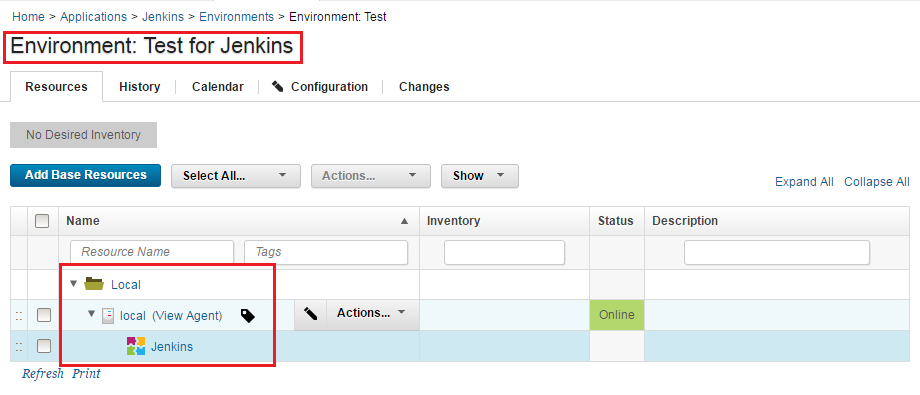 Home > Applications > Jenkins > Environments > Environment: Test
Environment: Test for Jenkins
Resources History Calendar Configuration Changes
No Desired Inventory
Add Base Resources Select All... Actions... Show
Expand All Collapse All
Name Inventory Status Description
Resource Name Tags
Local
local (View Agent) Actions... Online
Jenkins
Refresh Print